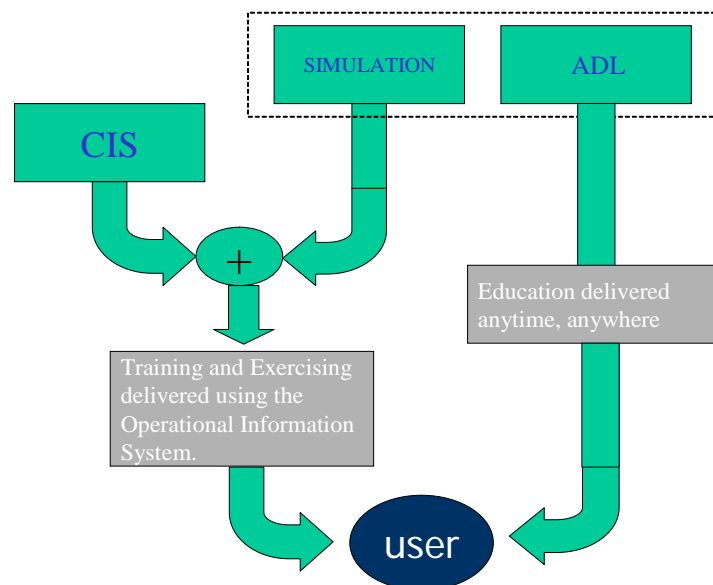 SIMULATION
ADL
CIS
+
Education delivered
anytime, anywhere
Training and Exercising
delivered using the
Operational Information
System.
user